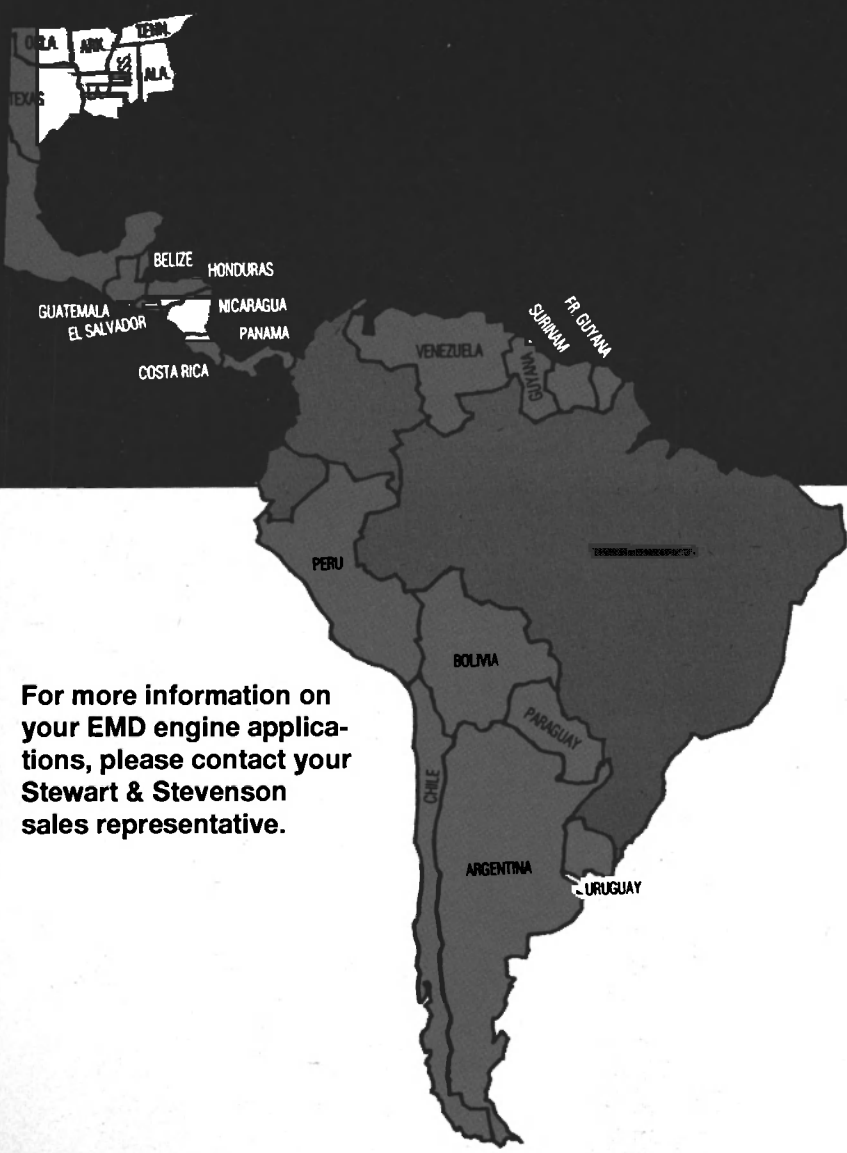 TENN.
ARK.
ALA.
TEXAS
BELIZE
HONDURAS
GUATEMALA
NICARAGUA
EL SALVADOR
PANAMA
COSTA RICA
VENEZUELA
GUYANA
SURINAM
FR. GUYANA
PERU
BOLIVIA
PARAGUAY
CHILE
ARGENTINA
URUGUAY
For more information on
your EMD engine applica-
tions, please contact your
Stewart & Stevenson
sales representative.